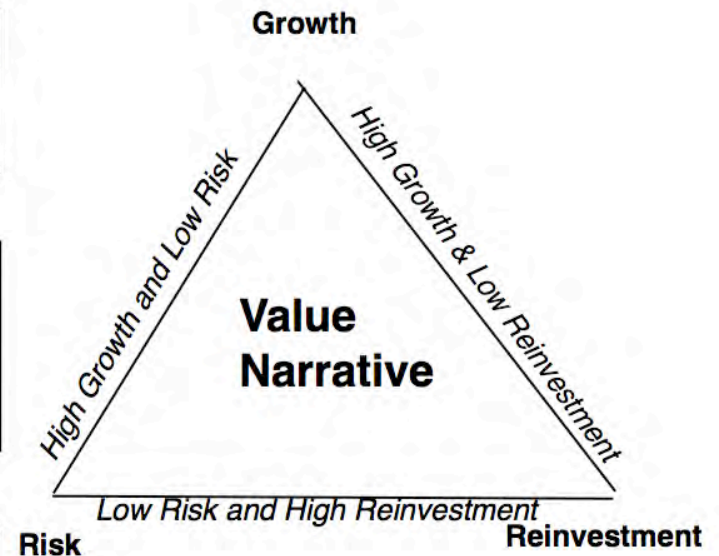 Growth
High Growth and Low Risk
High Growth & Low Reinvestment
Value
Narrative
Low Risk and High Reinvestment
Risk
Reinvestment